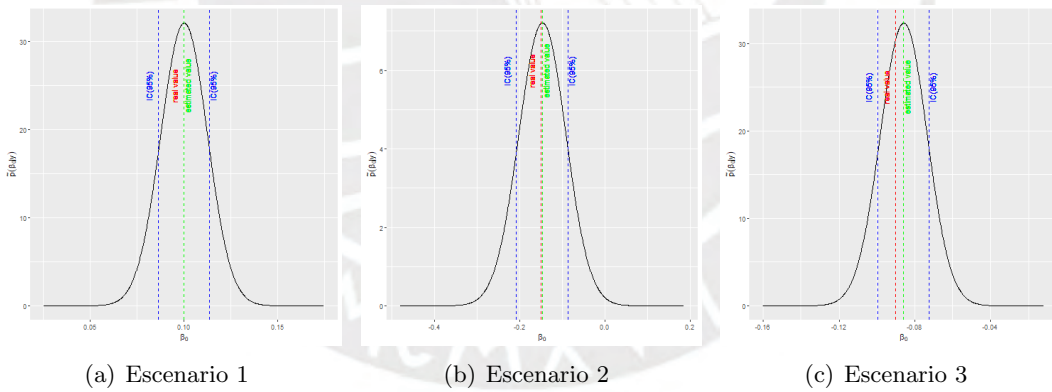 30
20
10
0
p̃(β₀|y)
IC(95%)
real value
estimated value
IC(95%)
0.05
0.10
0.15
β₀
(a) Escenario 1
6
4
2
0
p̃(β₀|y)
IC(95%)
real value
estimated value
IC(95%)
-0.4
-0.2
0.0
0.2
β₀
(b) Escenario 2
30
20
10
0
p̃(β₀|y)
IC(95%)
real value
estimated value
IC(95%)
-0.16
-0.12
-0.08
-0.04
β₀
(c) Escenario 3